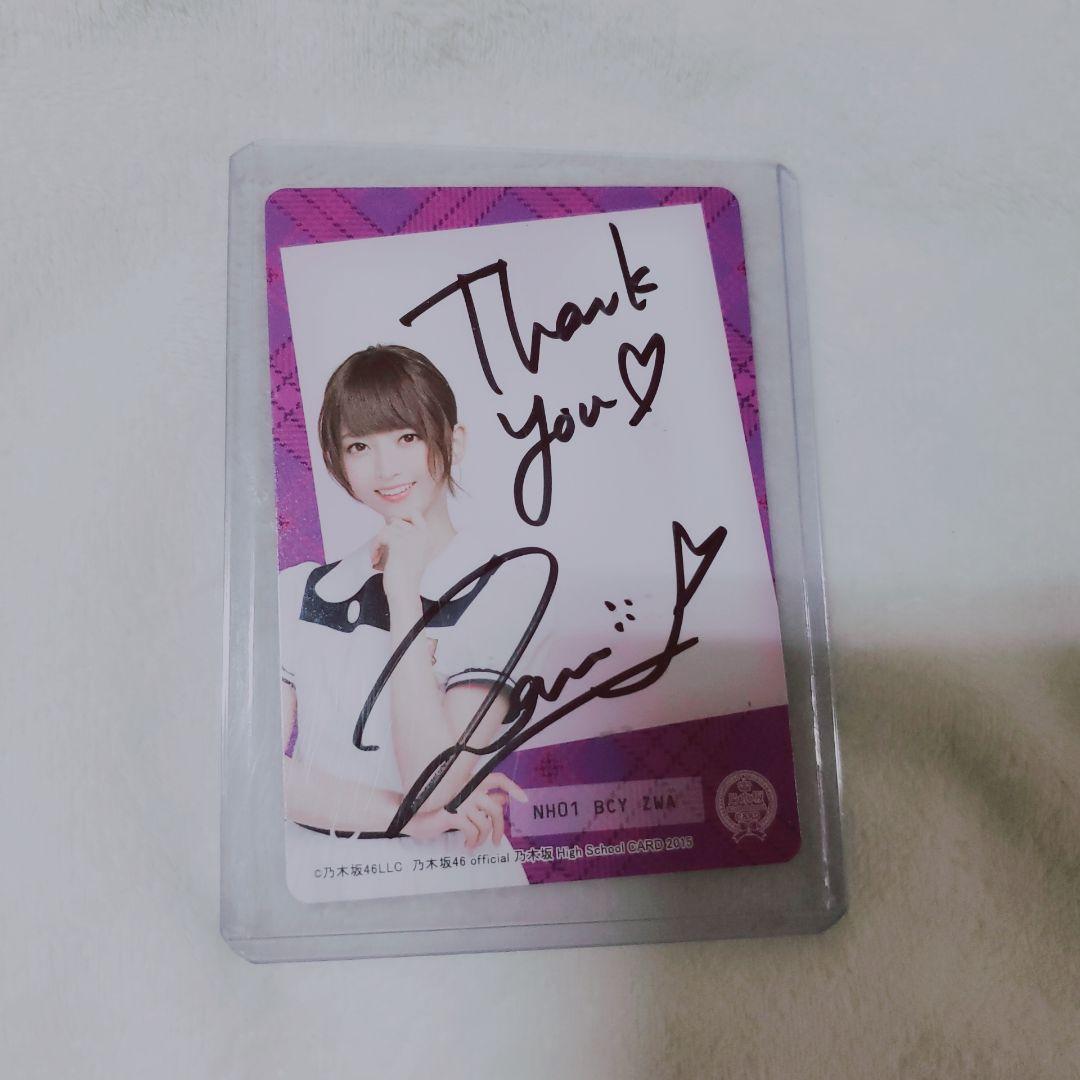 Thank
you♡
NH01 BCY ZWA
©乃木坂46LLC 乃木坂46 official 乃木坂 High School CARD 2015